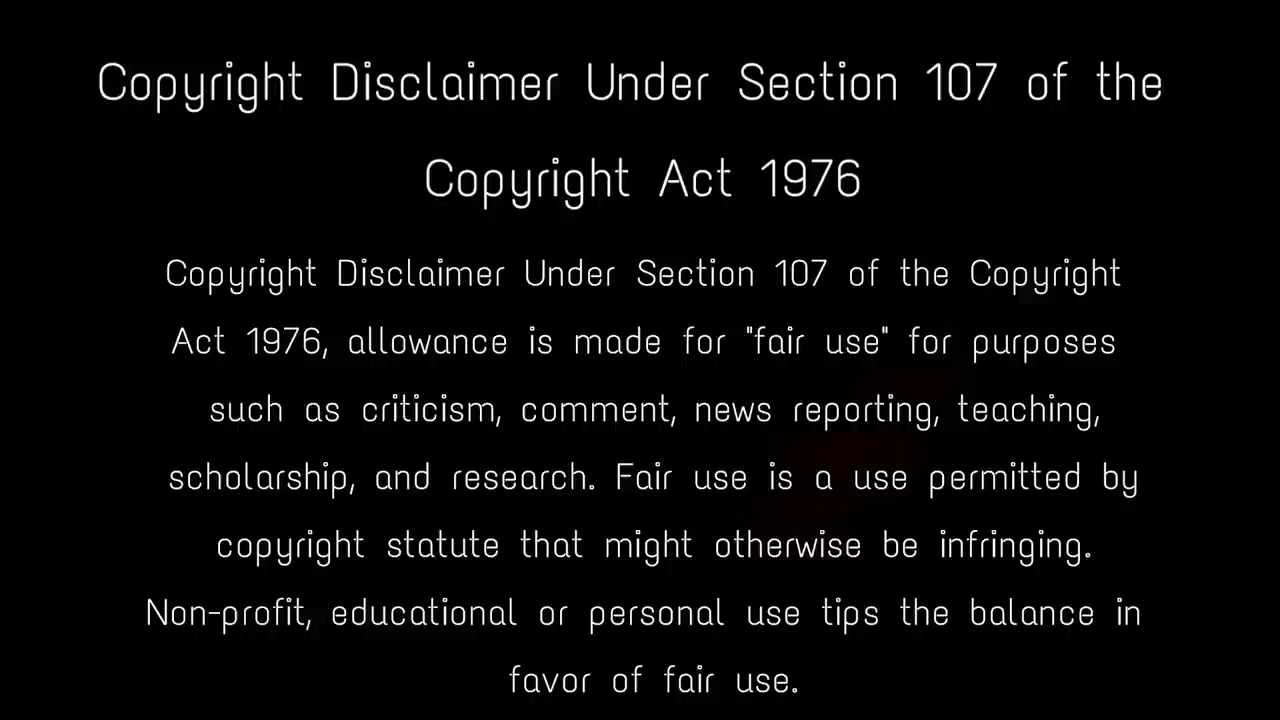 Copyright Disclaimer Under Section 107 of the
Copyright Act 1976
Copyright Disclaimer Under Section 107 of the Copyright
Act 1976, allowance is made for "fair use" for purposes
such as criticism, comment, news reporting, teaching,
scholarship, and research. Fair use is a use permitted by
copyright statute that might otherwise be infringing.
Non-profit, educational or personal use tips the balance in
favor of fair use.